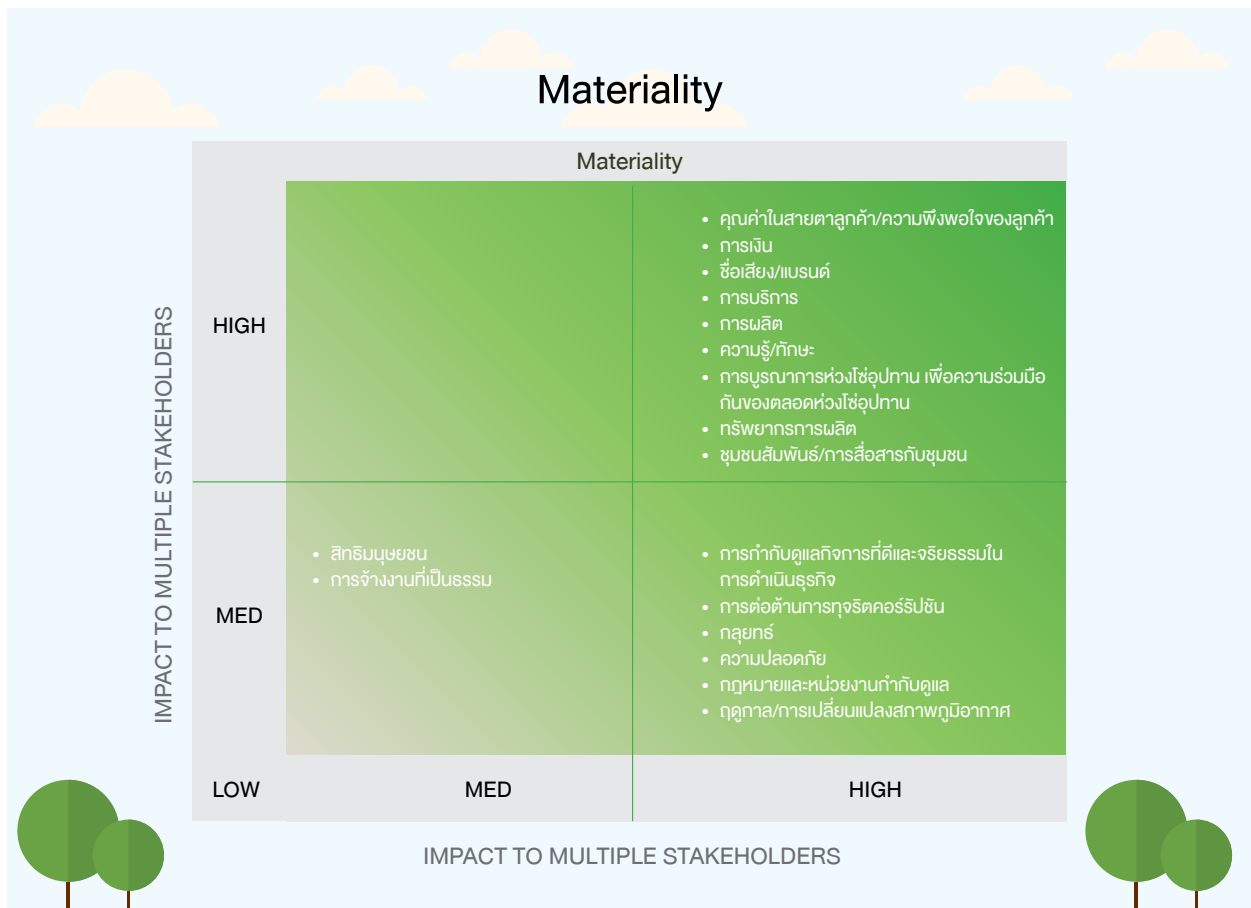 Materiality
Materiality
IMPACT TO MULTIPLE STAKEHOLDERS
HIGH
• คุณค่าในสายตาลูกค้า/ความพึงพอใจของลูกค้า
• การเงิน
• ชื่อเสียง/แบรนด์
• การบริการ
• การผลิต
• ความรู้/ทักษะ
• การบูรณาการห่วงโซ่อุปทาน เพื่อความร่วมมือ
กันของตลอดห่วงโซ่อุปทาน
• ทรัพยากรการผลิต
• ชุมชนสัมพันธ์/การสื่อสารกับชุมชน
MED
• สิทธิมนุษยชน
• การจ้างงานที่เป็นธรรม
• การกำกับดูแลกิจการที่ดีและจริยธรรมใน
การดำเนินธุรกิจ
• การต่อต้านการทุจริตคอร์รัปชัน
• กลุยทธ์
• ความปลอดภัย
• กฎหมายและหน่วยงานกำกับดูแล
• ฤดูกาล/การเปลี่ยนแปลงสภาพภูมิอากาศ
LOW
MED
HIGH
IMPACT TO MULTIPLE STAKEHOLDERS